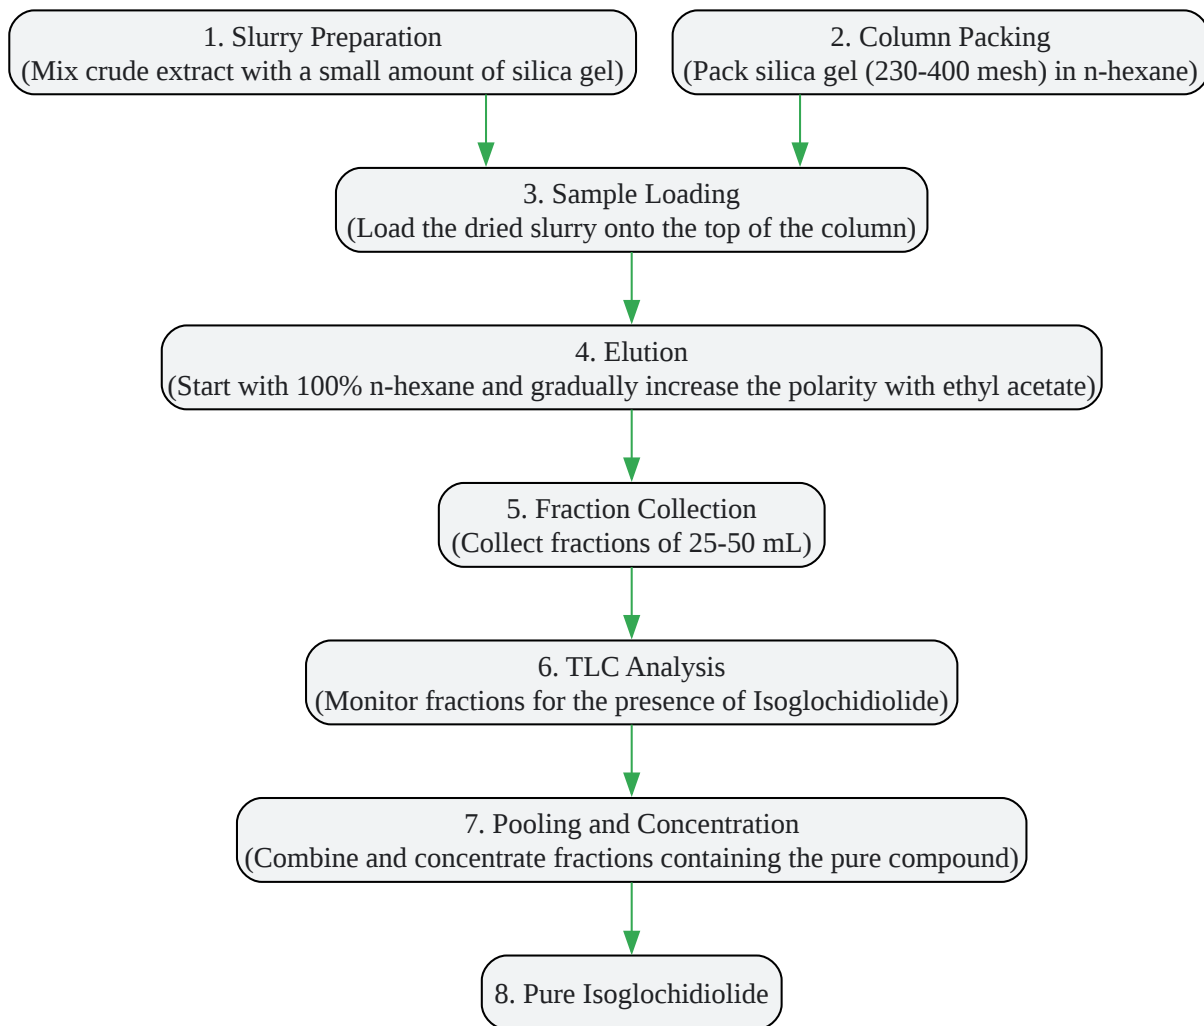 1. Slurry Preparation
(Mix crude extract with a small amount of silica gel)
2. Column Packing
(Pack silica gel (230-400 mesh) in n-hexane)
3. Sample Loading
(Load the dried slurry onto the top of the column)
4. Elution
(Start with 100% n-hexane and gradually increase the polarity with ethyl acetate)
5. Fraction Collection
(Collect fractions of 25-50 mL)
6. TLC Analysis
(Monitor fractions for the presence of Isoglochidiolide)
7. Pooling and Concentration
(Combine and concentrate fractions containing the pure compound)
8. Pure Isoglochidiolide